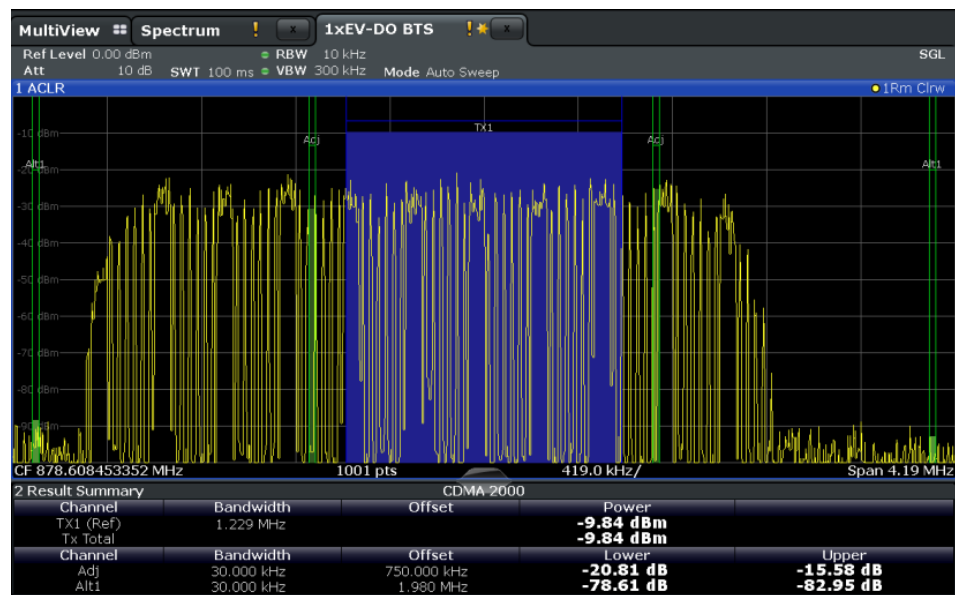 MultiView Spectrum ! x 1xEV-DO BTS ! x
Ref Level 0.00 dBm RBW 10 kHz SGL
Att 10 dB SWT 100 ms VBW 300 kHz Mode Auto Sweep
1 ACLR 1Rm Clrw
TX1
-10 dBm
Adj Adj
Alt1 Alt1
-20 dBm
-30 dBm
-40 dBm
-50 dBm
-60 dBm
-70 dBm
-80 dBm
-90 dBm
CF 878.608453352 MHz 1001 pts 419.0 kHz/ Span 4.19 MHz
2 Result Summary CDMA 2000
Channel Bandwidth Offset Power
TX1 (Ref) 1.229 MHz -9.84 dBm
Tx Total -9.84 dBm
Channel Bandwidth Offset Lower Upper
Adj 30.000 kHz 750.000 kHz -20.81 dB -15.58 dB
Alt1 30.000 kHz 1.980 MHz -78.61 dB -82.95 dB